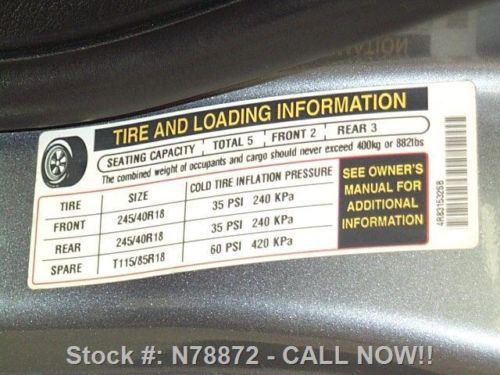 TIRE AND LOADING INFORMATION
SEATING CAPACITY TOTAL 5 FRONT 2 REAR 3
The combined weight of occupants and cargo should never exceed 400kg or 882lbs
TIRE SIZE COLD TIRE INFLATION PRESSURE
FRONT 245/40R18 35 PSI 240 KPa
REAR 245/40R18 35 PSI 240 KPa
SPARE T115/85R18 60 PSI 420 KPa
SEE OWNER'S
MANUAL FOR
ADDITIONAL
INFORMATION
4R83153258
Stock #: N78872 - CALL NOW!!